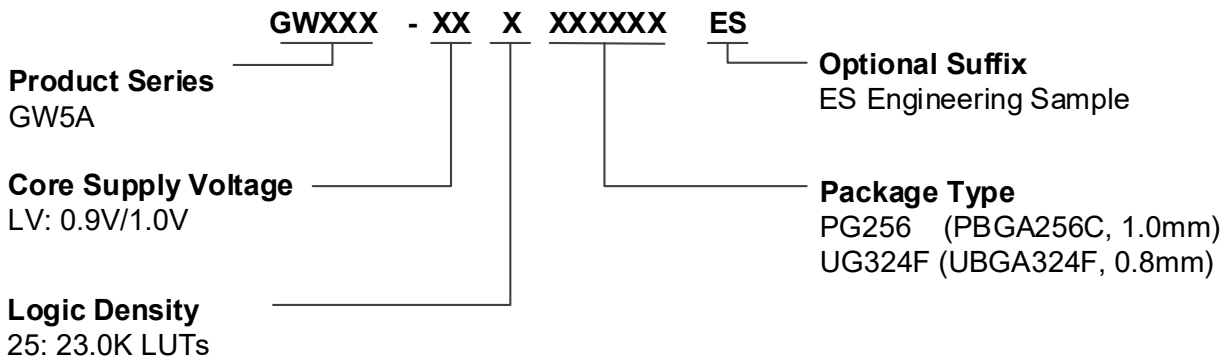 GWXXX - XX X XXXXXX ES
Product Series
GW5A
Core Supply Voltage
LV: 0.9V/1.0V
Logic Density
25: 23.0K LUTs
Optional Suffix
ES Engineering Sample
Package Type
PG256 (PBGA256C, 1.0mm)
UG324F (UBGA324F, 0.8mm)